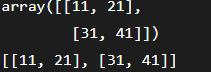 array([[11, 21],
       [31, 41]])
[[11, 21], [31, 41]]